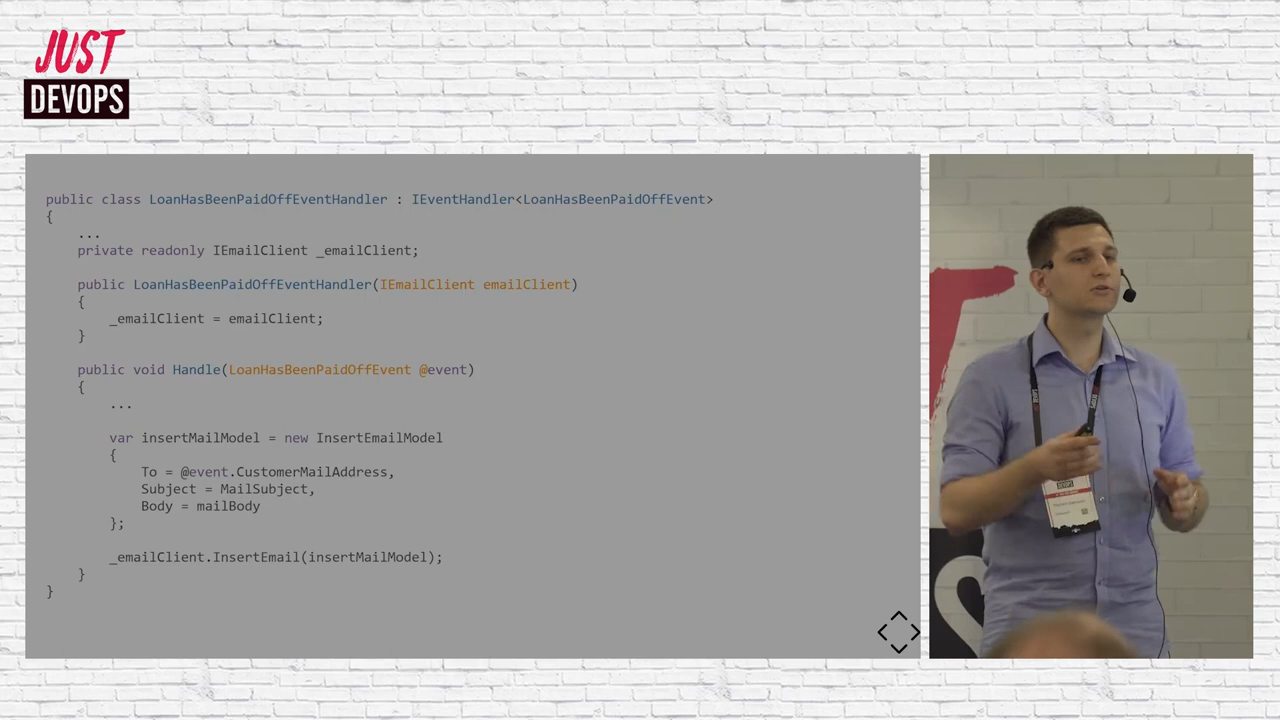 JUST
DEVOPS
public class LoanHasBeenPaidOffEventHandler : IEventHandler<LoanHasBeenPaidOffEvent>
{
    ...
    private readonly IEmailClient _emailClient;
    public LoanHasBeenPaidOffEventHandler(IEmailClient emailClient)
    {
        _emailClient = emailClient;
    }
    public void Handle(LoanHasBeenPaidOffEvent @event)
    {
        ...
        var insertMailModel = new InsertEmailModel
        {
            To = @event.CustomerMailAddress,
            Subject = MailSubject,
            Body = mailBody
        };
        _emailClient.InsertEmail(insertMailModel);
    }
}